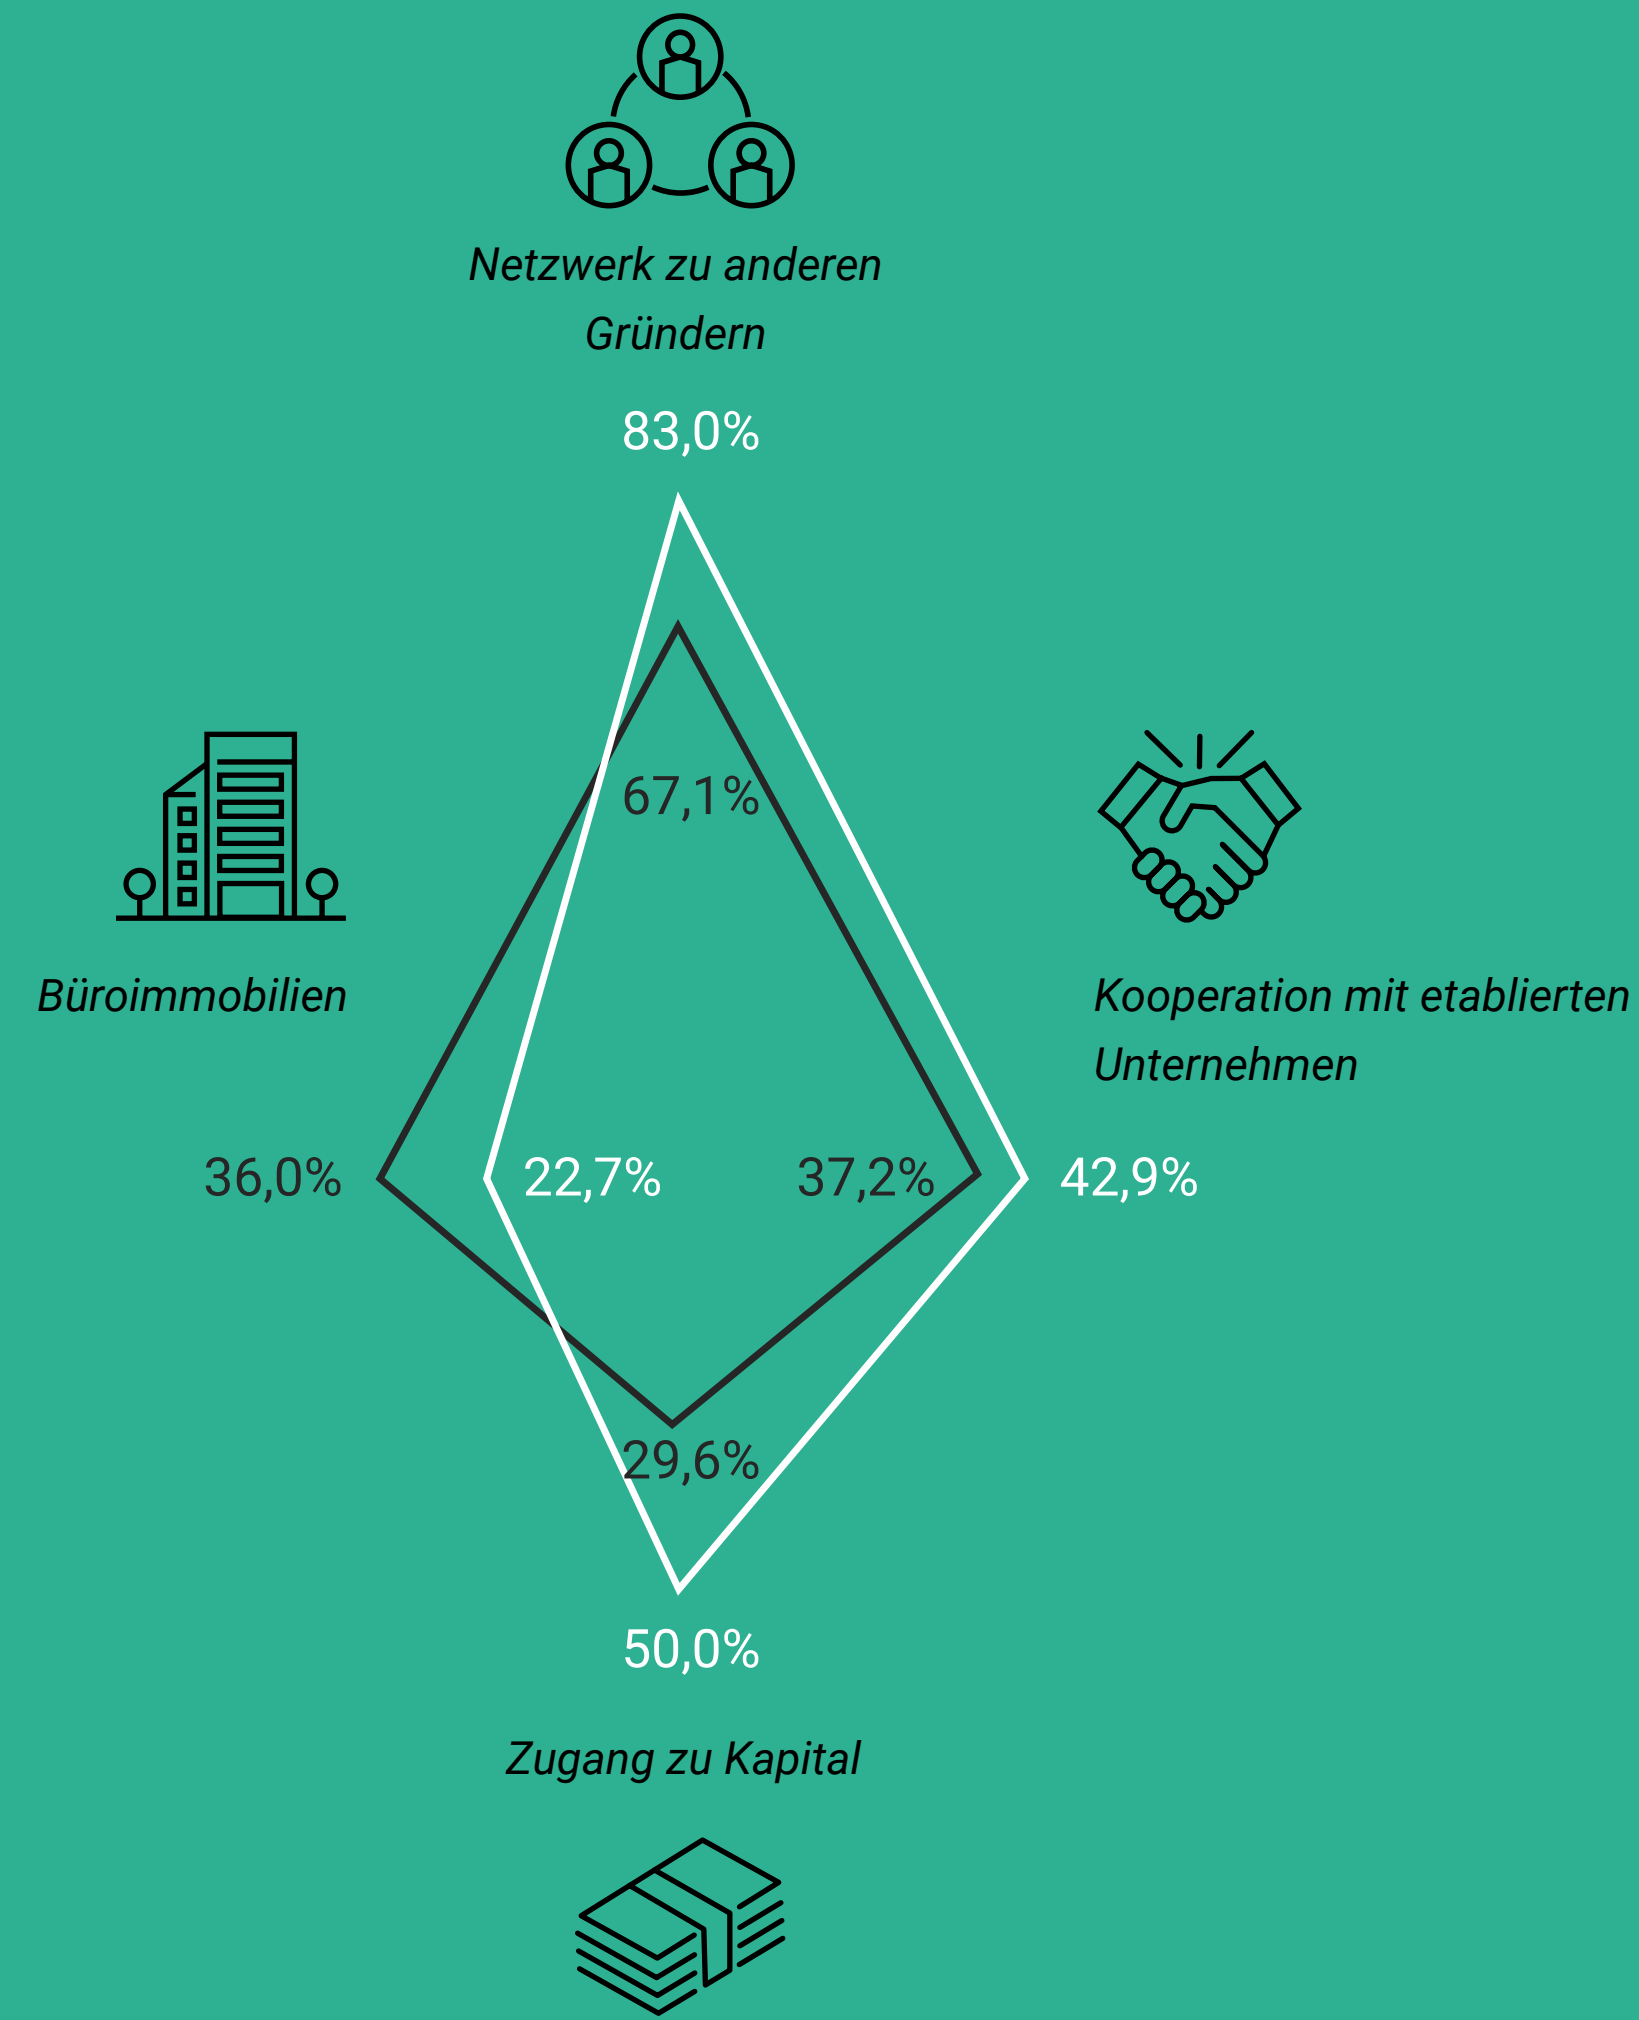 Netzwerk zu anderen
Gründern
83,0%
67,1%
Büroimmobilien
Kooperation mit etablierten
Unternehmen
36,0%
22,7%
37,2%
42,9%
29,6%
50,0%
Zugang zu Kapital